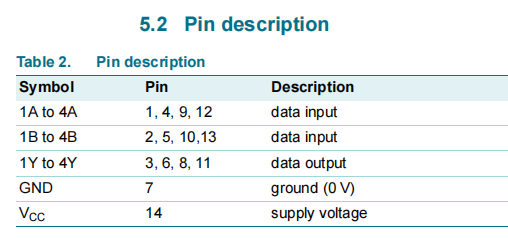 5.2 Pin description
Table 2. Pin description
Symbol Pin Description
1A to 4A 1, 4, 9, 12 data input
1B to 4B 2, 5, 10,13 data input
1Y to 4Y 3, 6, 8, 11 data output
GND 7 ground (0 V)
VCC 14 supply voltage